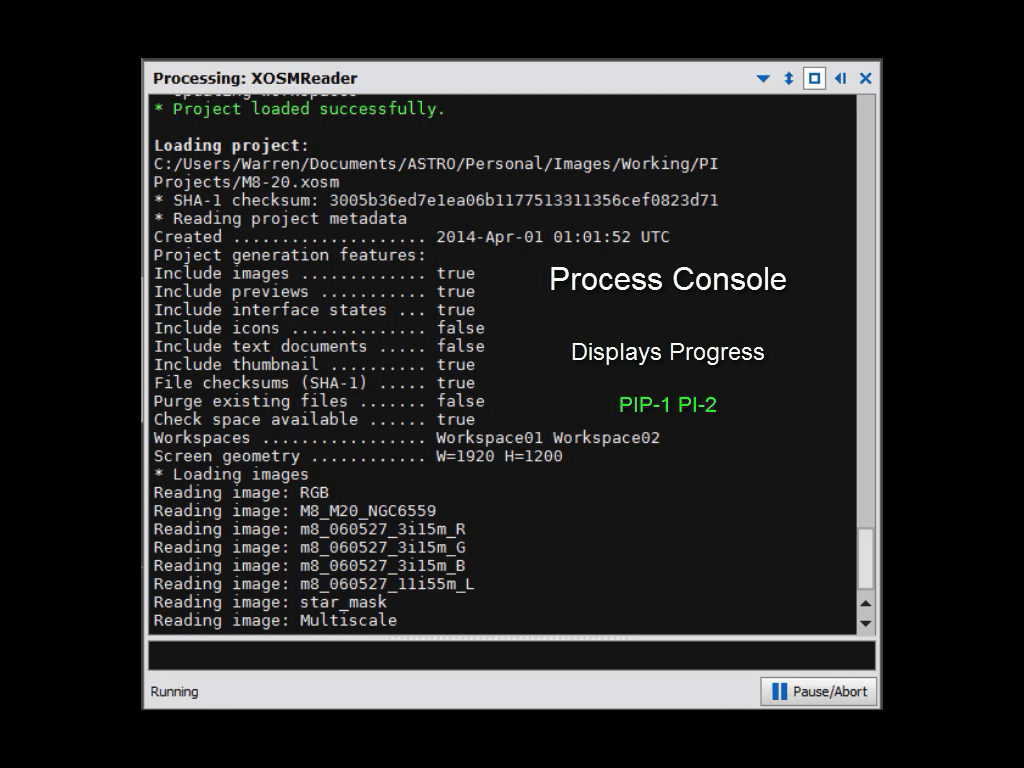 Processing: XOSMReader
* Project loaded successfully.
Loading project:
C:/Users/Warren/Documents/ASTRO/Personal/Images/Working/PI
Projects/M8-20.xosm
* SHA-1 checksum: 3005b36ed7e1ea06b1177513311356cef0823d71
* Reading project metadata
Created .................... 2014-Apr-01 01:01:52 UTC
Project generation features:
Include images ............. true
Include previews ........... true
Include interface states ... true
Include icons .............. false
Include text documents ..... false
Include thumbnail .......... true
File checksums (SHA-1) ..... true
Purge existing files ....... false
Check space available ...... true
Workspaces ................. Workspace01 Workspace02
Screen geometry ............ W=1920 H=1200
* Loading images
Reading image: RGB
Reading image: M8_M20_NGC6559
Reading image: m8_060527_3i15m_R
Reading image: m8_060527_3i15m_G
Reading image: m8_060527_3i15m_B
Reading image: m8_060527_11i55m_L
Reading image: star_mask
Reading image: Multiscale
Process Console
Displays Progress
PIP-1 PI-2
Running
Pause/Abort